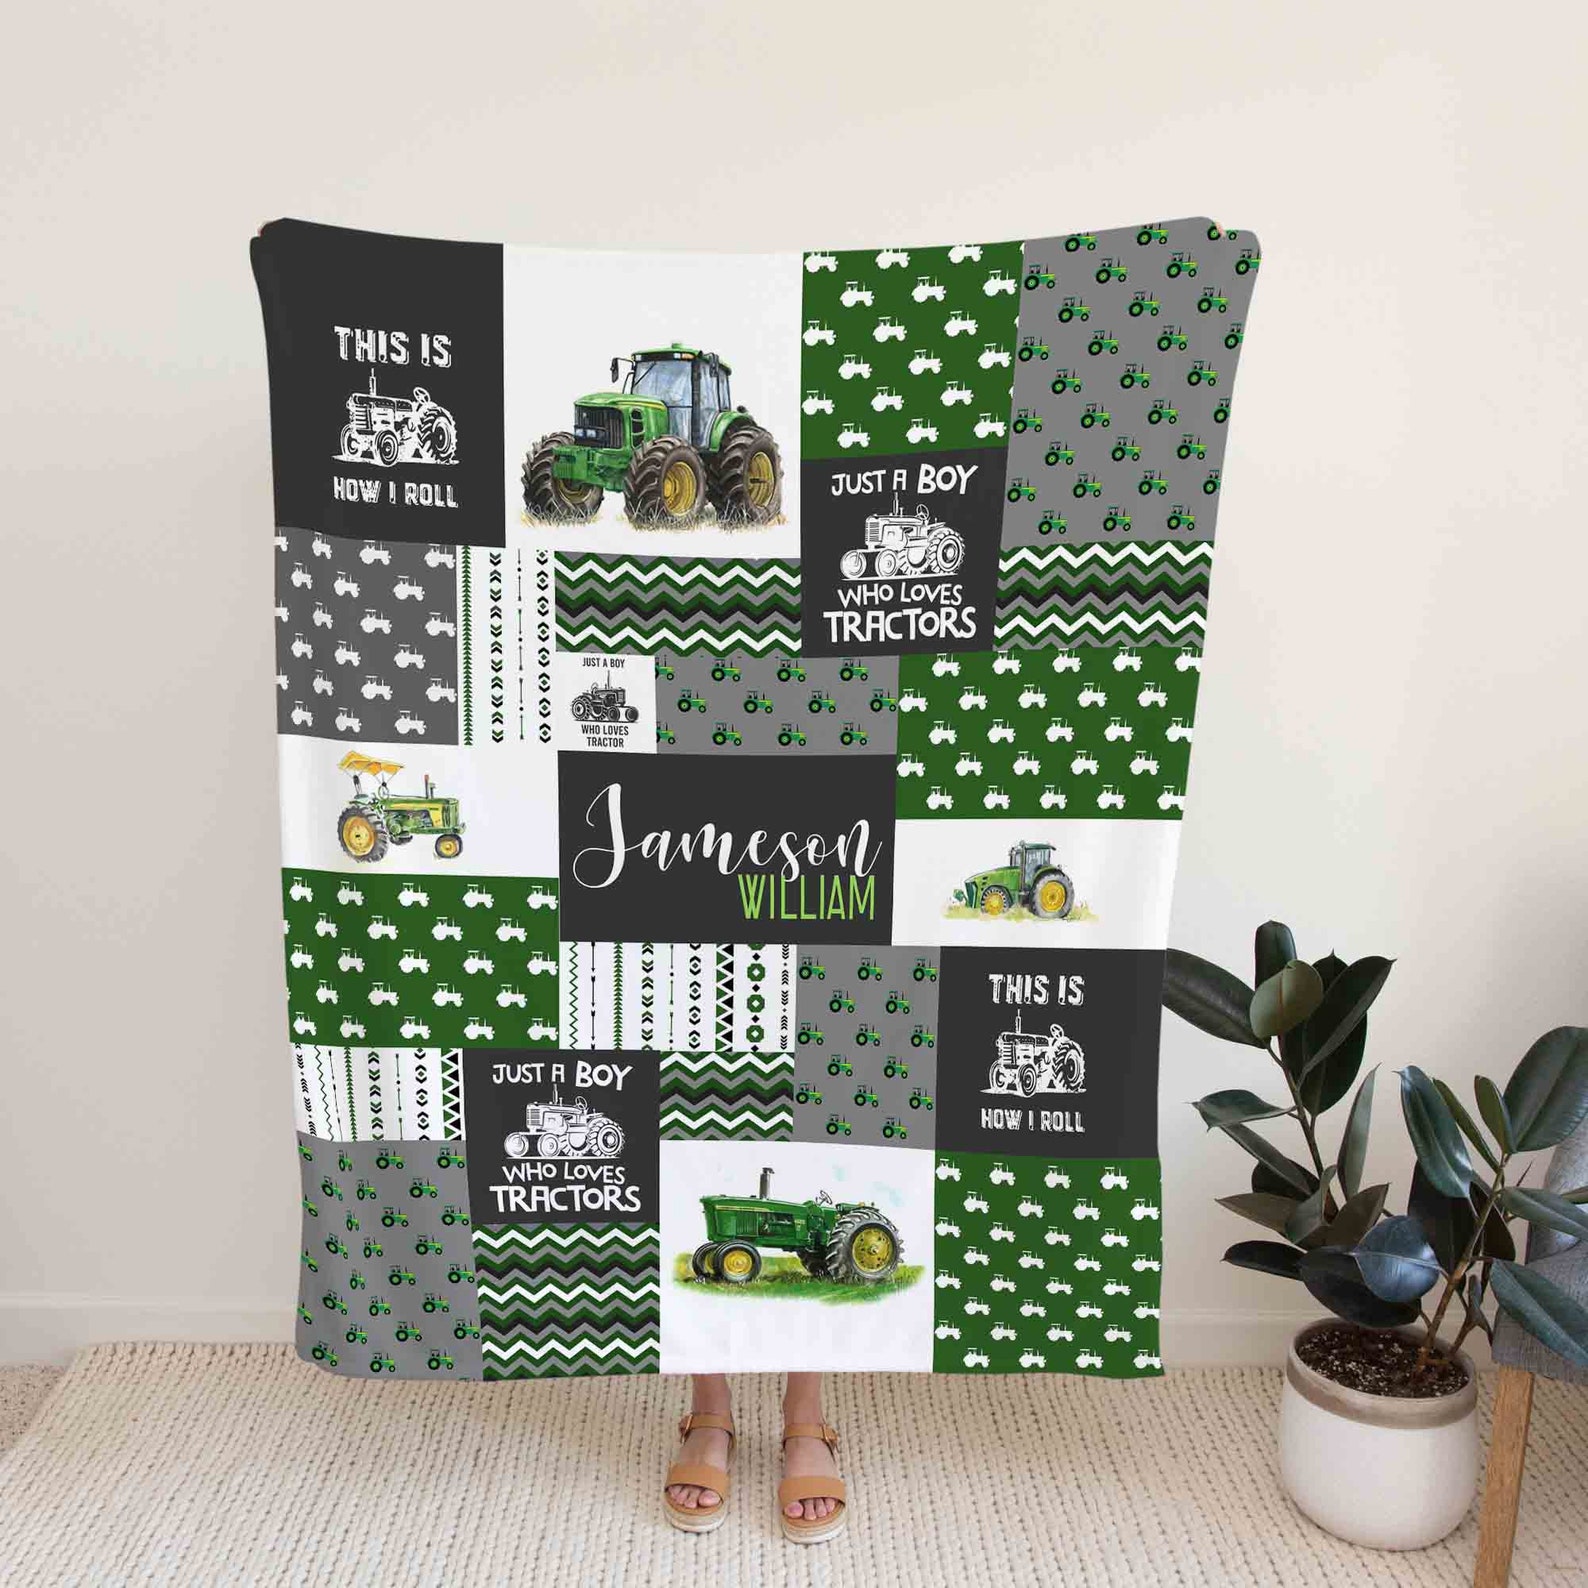 THIS IS
HOW I ROLL
JUST A BOY
WHO LOVES
TRACTORS
JUST A BOY
WHO LOVES
TRACTOR
Jameson
WILLIAM
THIS IS
HOW I ROLL
JUST A BOY
WHO LOVES
TRACTORS